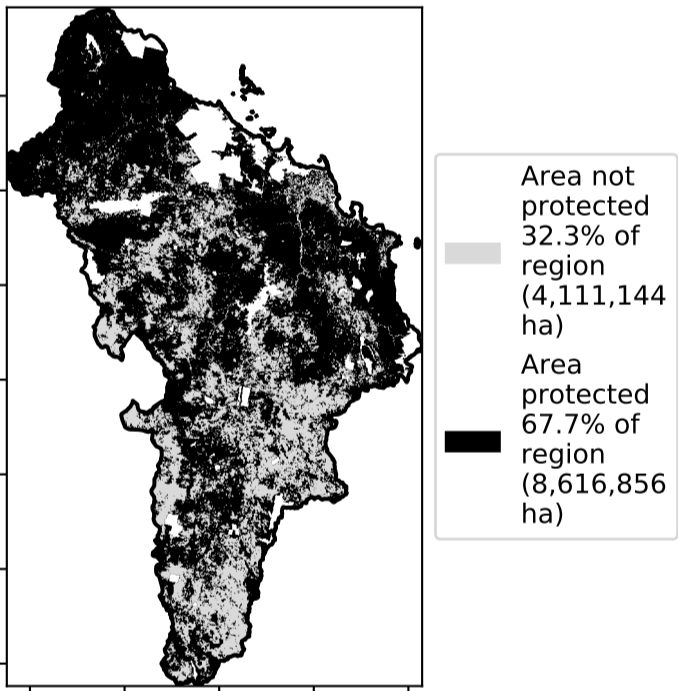 Area not
protected
32.3% of
region
(4,111,144
ha)
Area
protected
67.7% of
region
(8,616,856
ha)